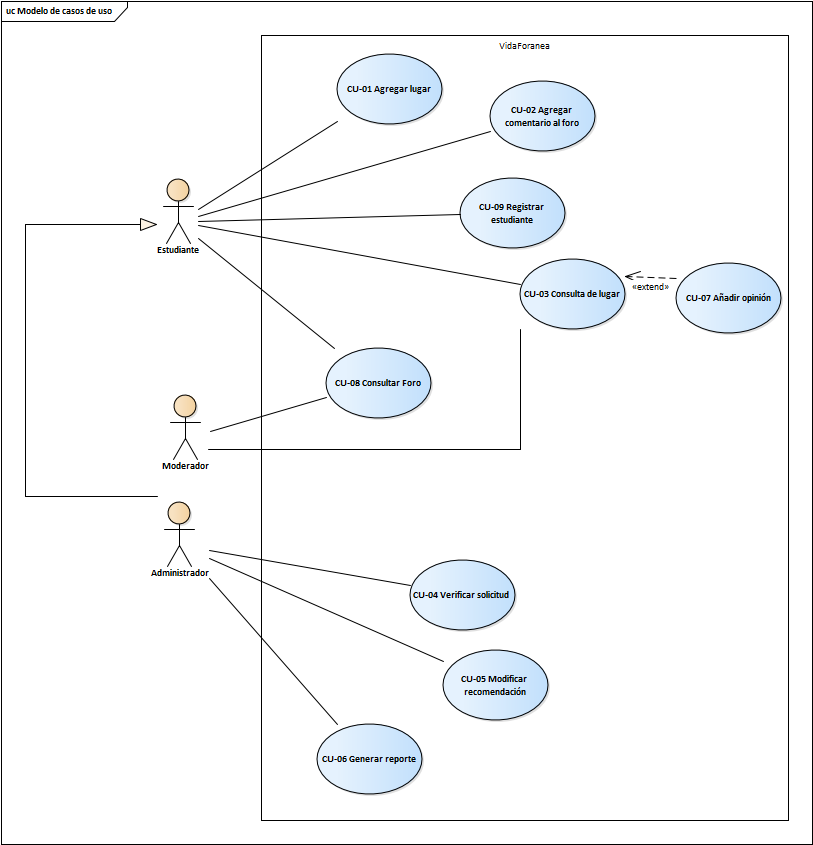 uc Modelo de casos de uso
VidaForanea
CU-01 Agregar lugar
CU-02 Agregar
comentario al foro
CU-09 Registrar
estudiante
Estudiante
CU-03 Consulta de lugar
«extend»
CU-07 Añadir opinión
CU-08 Consultar Foro
Moderador
Administrador
CU-04 Verificar solicitud
CU-05 Modificar
recomendación
CU-06 Generar reporte